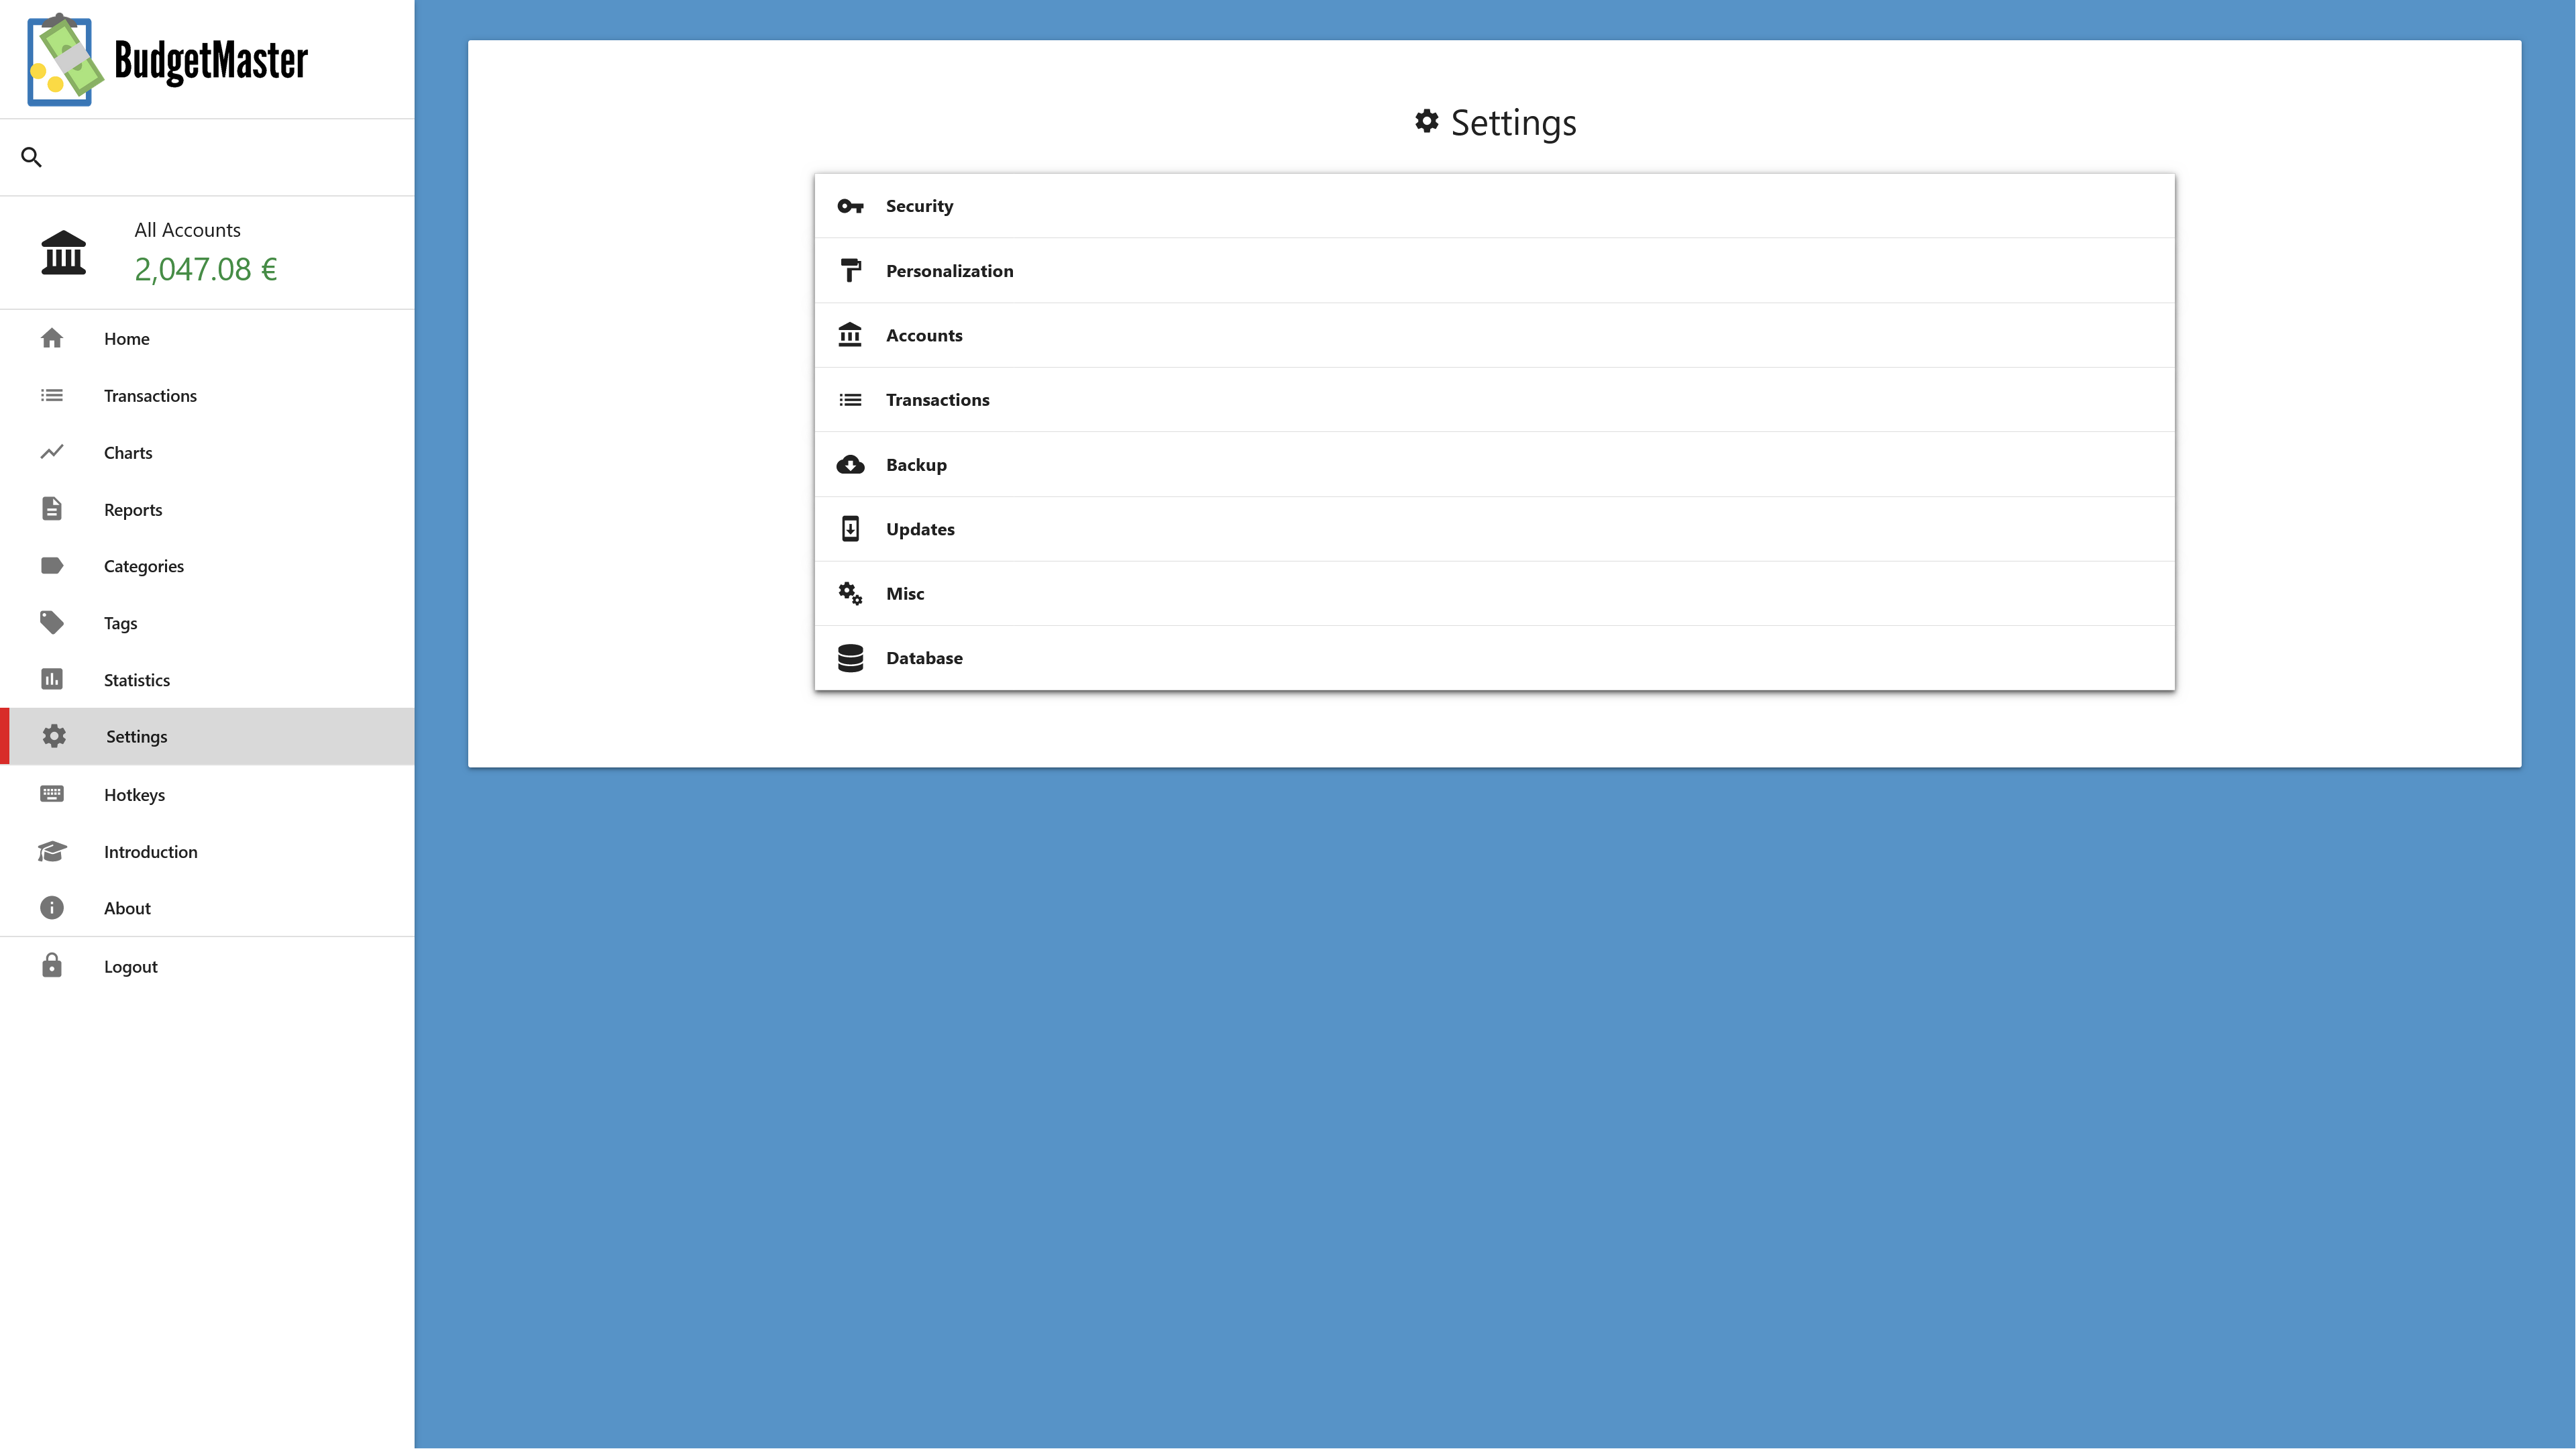 BudgetMaster
All Accounts
2,047.08 €
Home
Transactions
Charts
Reports
Categories
Tags
Statistics
Settings
Hotkeys
Introduction
About
Logout
Settings
Security
Personalization
Accounts
Transactions
Backup
Updates
Misc
Database